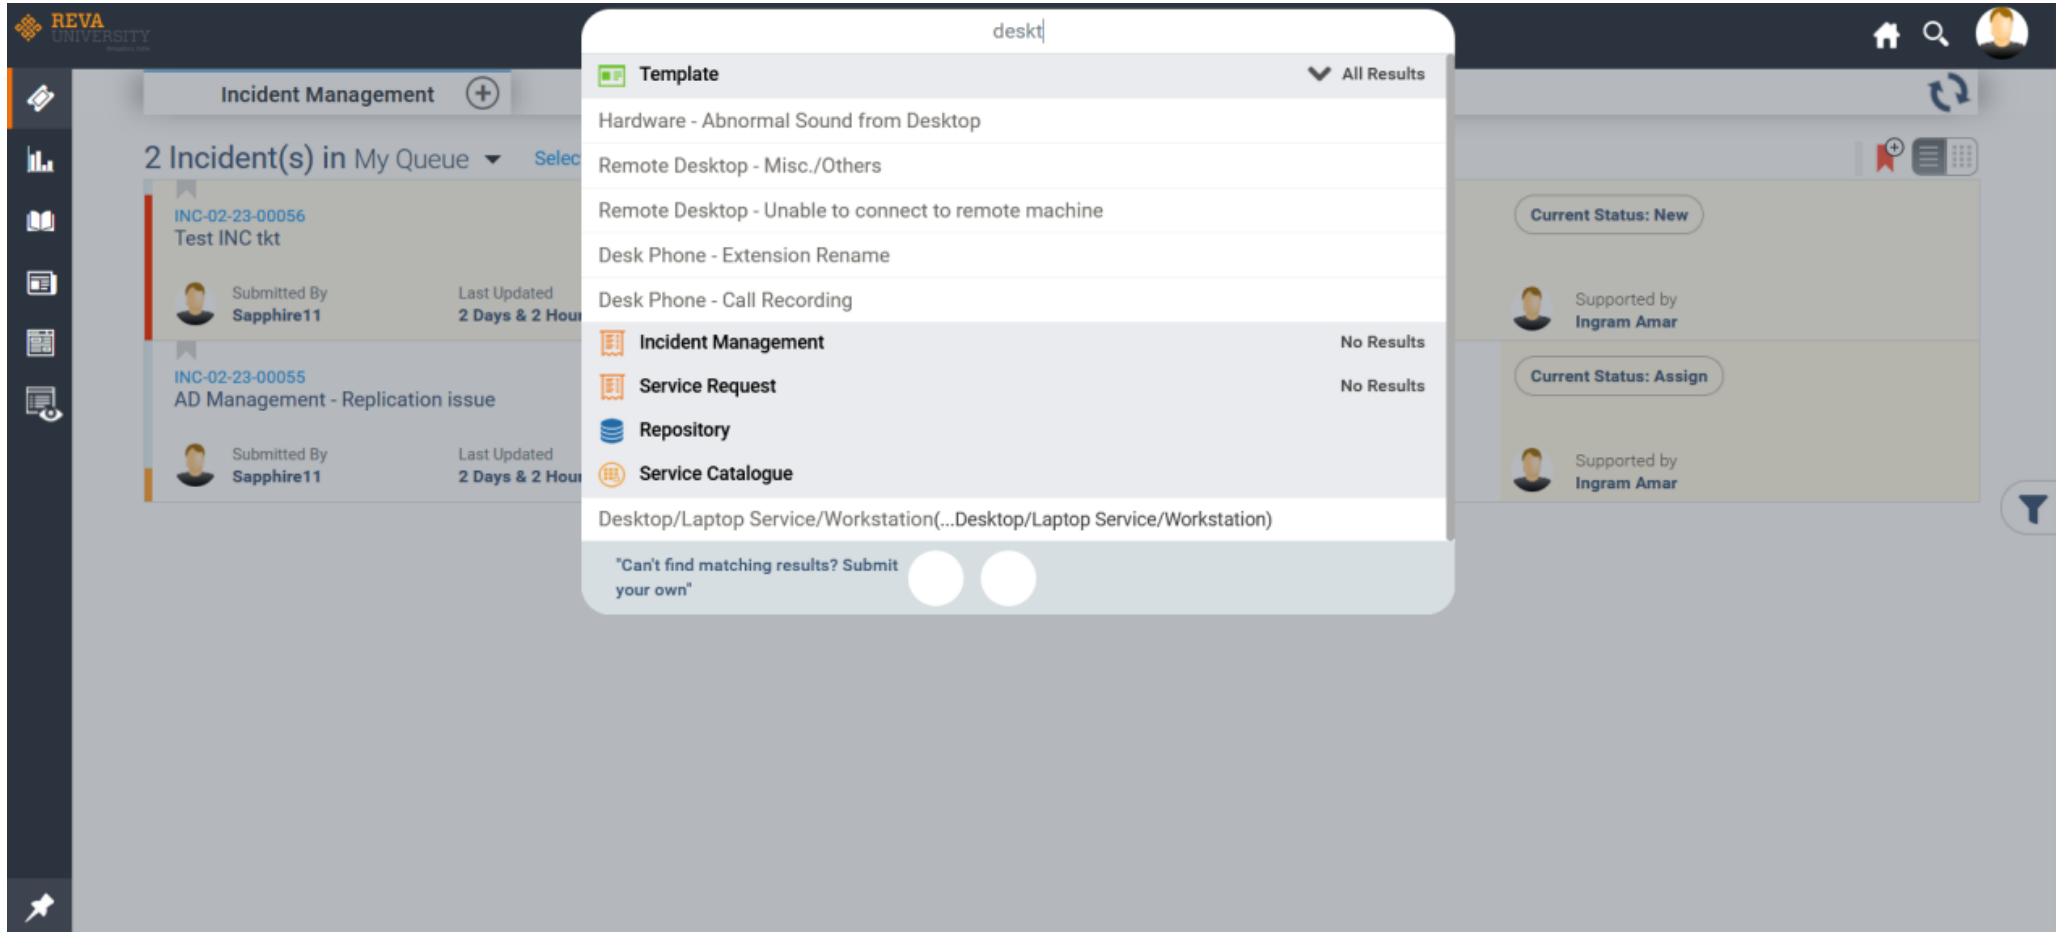 REVA
UNIVERSITY
deskt
Template
All Results
Incident Management
Hardware - Abnormal Sound from Desktop
2 Incident(s) in My Queue
Selec
Remote Desktop - Misc./Others
Remote Desktop - Unable to connect to remote machine
Desk Phone - Extension Rename
Desk Phone - Call Recording
Incident Management
No Results
Service Request
No Results
Repository
Service Catalogue
Desktop/Laptop Service/Workstation(...Desktop/Laptop Service/Workstation)
"Can't find matching results? Submit
your own"
INC-02-23-00056
Test INC tkt
Submitted By
Sapphire11
Last Updated
2 Days & 2 Hour
Current Status: New
Supported by
Ingram Amar
INC-02-23-00055
AD Management - Replication issue
Submitted By
Sapphire11
Last Updated
2 Days & 2 Hour
Current Status: Assign
Supported by
Ingram Amar